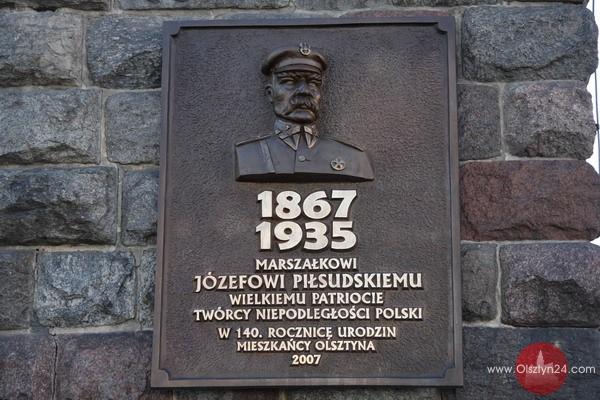 1867
1935
MARSZAŁKOWI
JÓZEFOWI PIŁSUDSKIEMU
WIELKIEMU PATRIOCIE
TWÓRCY NIEPODLEGŁOŚCI POLSKI
W 140. ROCZNICĘ URODZIN
MIESZKAŃCY OLSZTYNA
2007
www.Olsztyn24.com